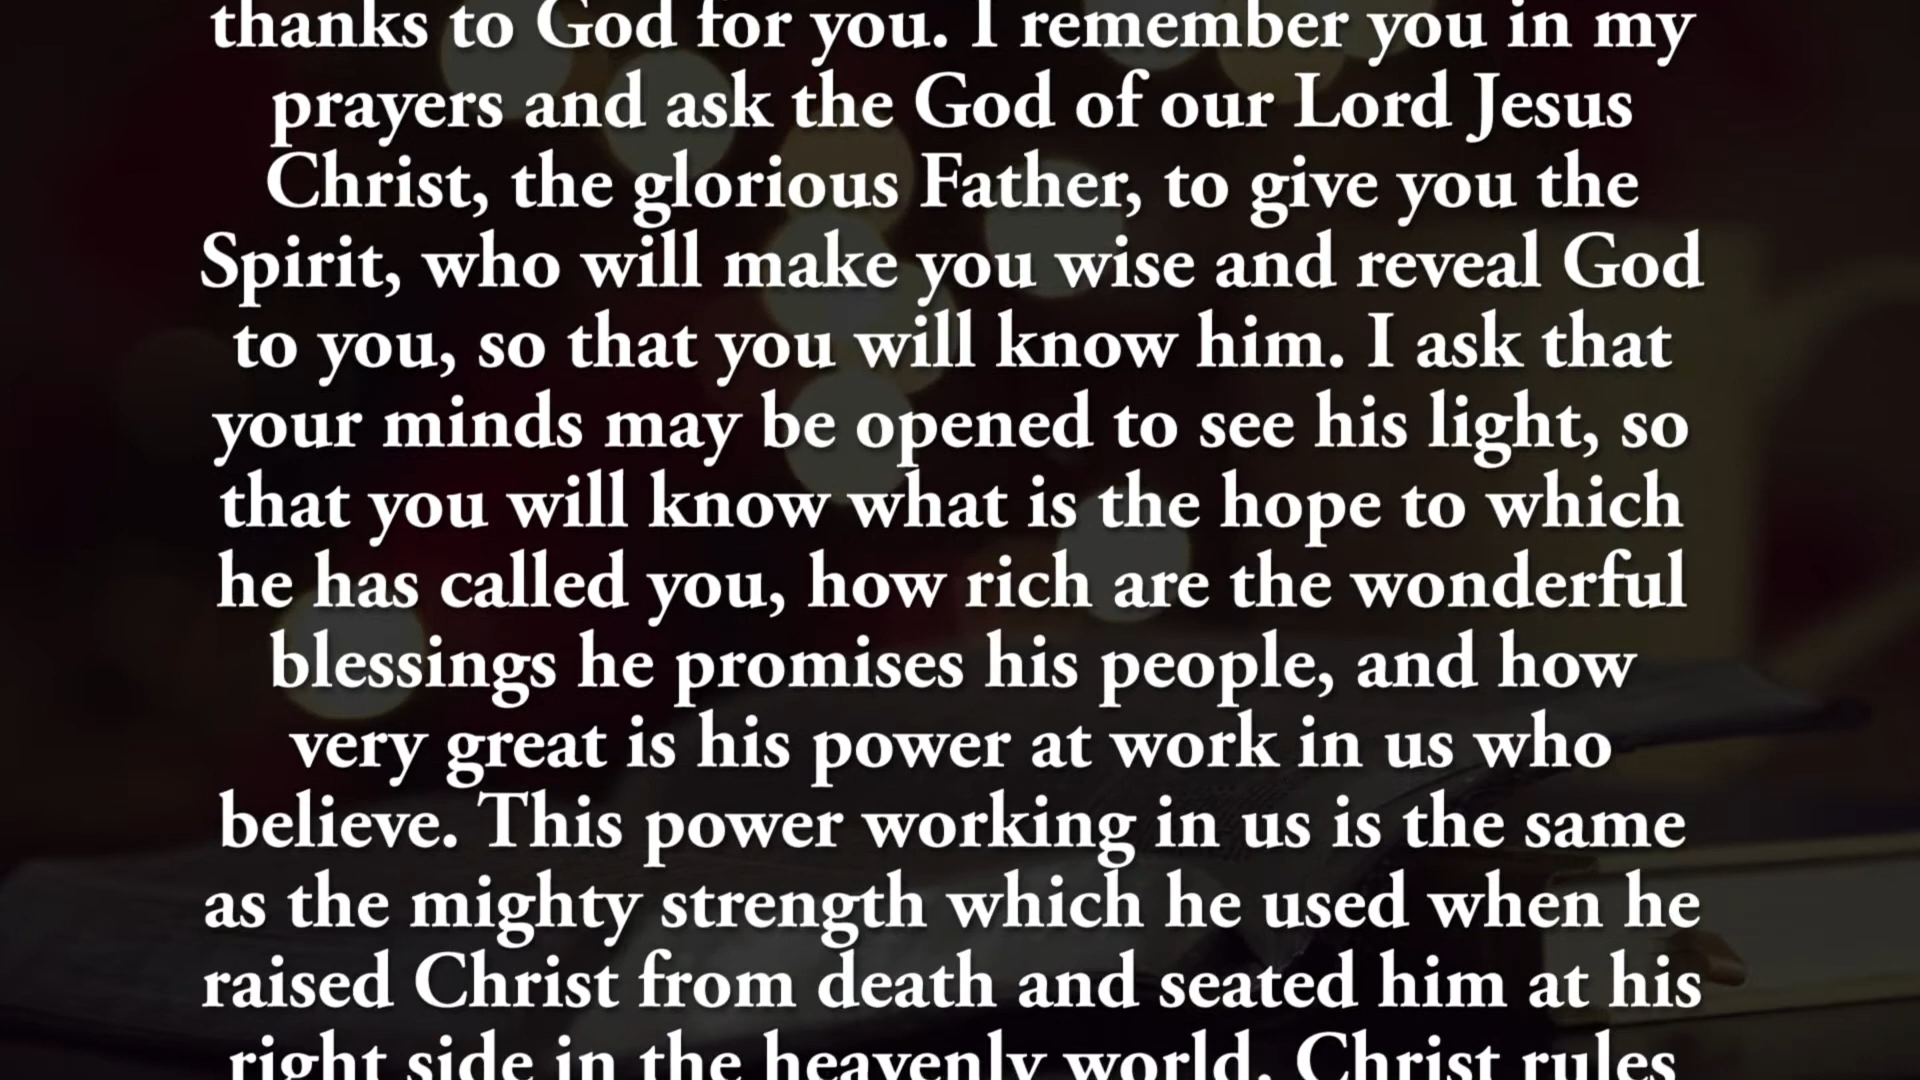 thanks to God for you. I remember you in my
prayers and ask the God of our Lord Jesus
Christ, the glorious Father, to give you the
Spirit, who will make you wise and reveal God
to you, so that you will know him. I ask that
your minds may be opened to see his light, so
that you will know what is the hope to which
he has called you, how rich are the wonderful
blessings he promises his people, and how
very great is his power at work in us who
believe. This power working in us is the same
as the mighty strength which he used when he
raised Christ from death and seated him at his
right side in the heavenly world. Christ rules